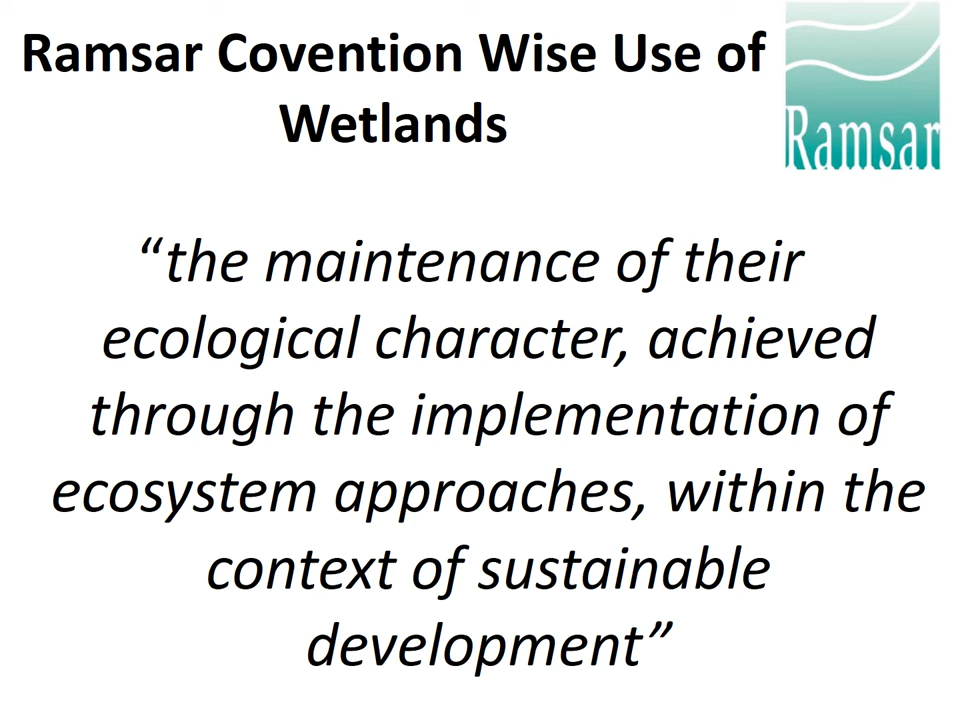 Ramsar Covention Wise Use of
Wetlands
Ramsar
“the maintenance of their
ecological character, achieved
through the implementation of
ecosystem approaches, within the
context of sustainable
development”